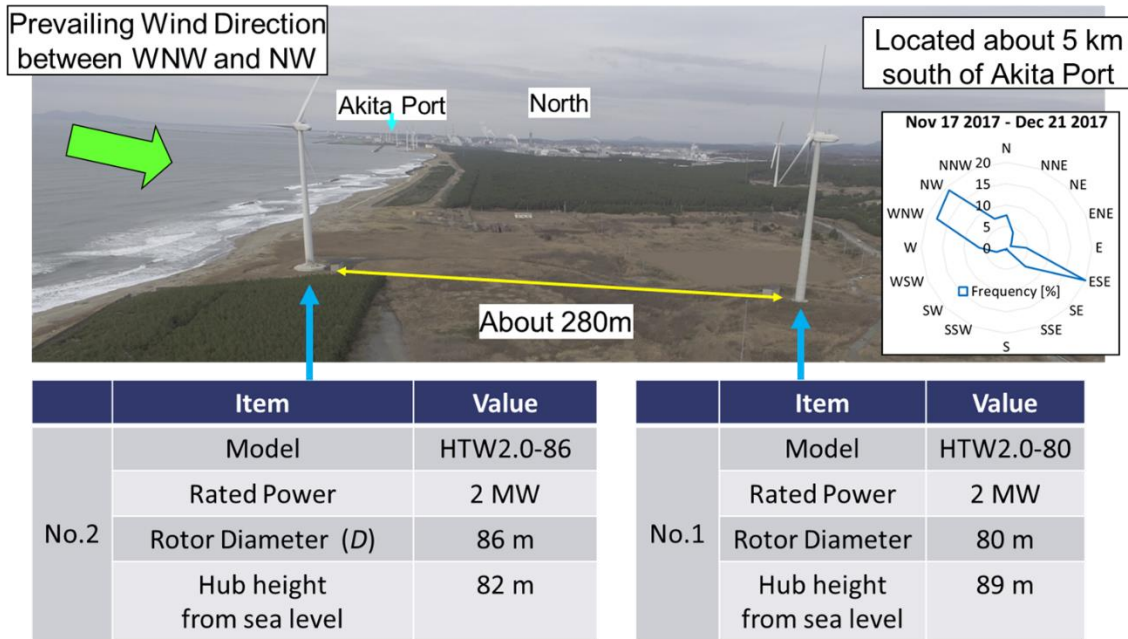 Prevailing Wind Direction
between WNW and NW
Akita Port
North
Located about 5 km
south of Akita Port
Nov 17 2017 - Dec 21 2017
N
NNE
NE
ENE
E
ESE
SE
SSE
S
SSW
SW
WSW
W
WNW
NW
NNW
20
15
10
5
0
Frequency [%]
About 280m
Item Value
No.2
Model HTW2.0-86
Rated Power 2 MW
Rotor Diameter (D) 86 m
Hub height
from sea level 82 m
Item Value
No.1
Model HTW2.0-80
Rated Power 2 MW
Rotor Diameter 80 m
Hub height
from sea level 89 m